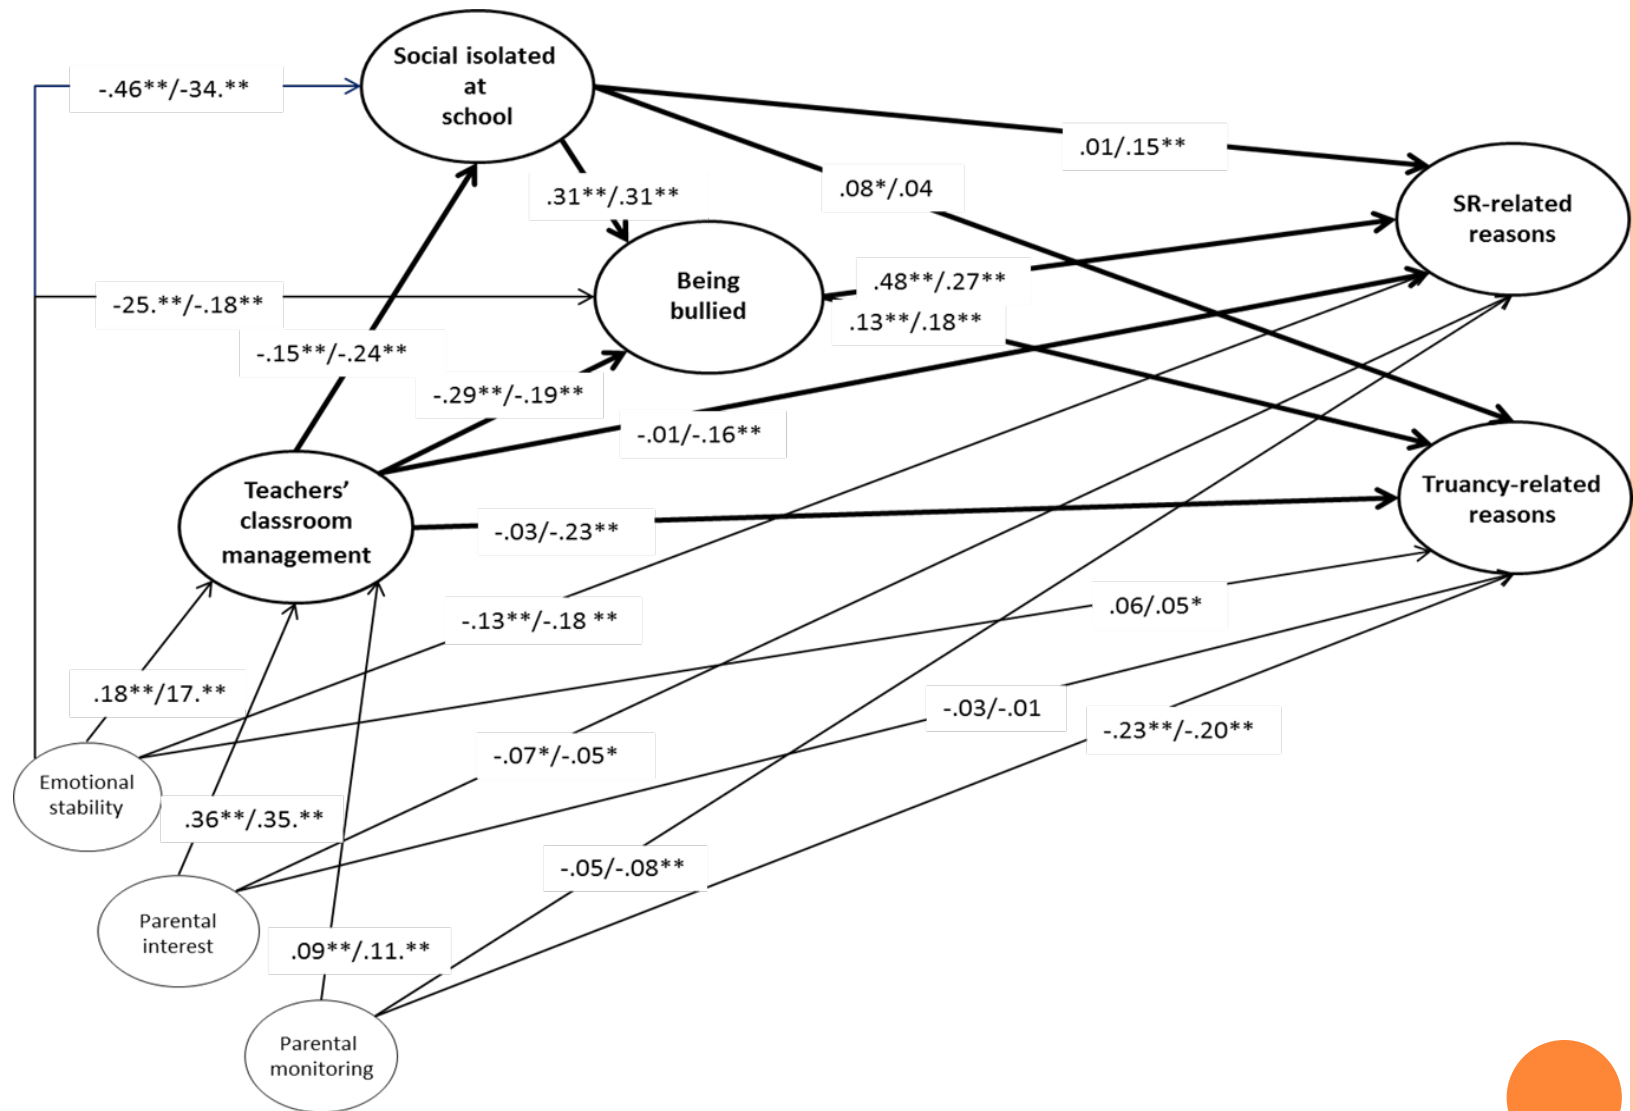 Social isolated
at
school
-.46**/-34.**
.01/.15**
.31**/.31**
.08*/.04
SR-related
reasons
Being
bullied
.48**/.27**
-25.**/-.18**
.13**/.18**
-.15**/-.24**
-.29**/-.19**
-.01/-.16**
Teachers’
classroom
management
-.03/-.23**
Truancy-related
reasons
-.13**/-.18 **
.06/.05*
.18**/17.**
-.03/-.01
-.23**/-.20**
-.07*/-.05*
Emotional
stability
.36**/.35.**
-.05/-.08**
Parental
interest
.09**/.11.**
Parental
monitoring